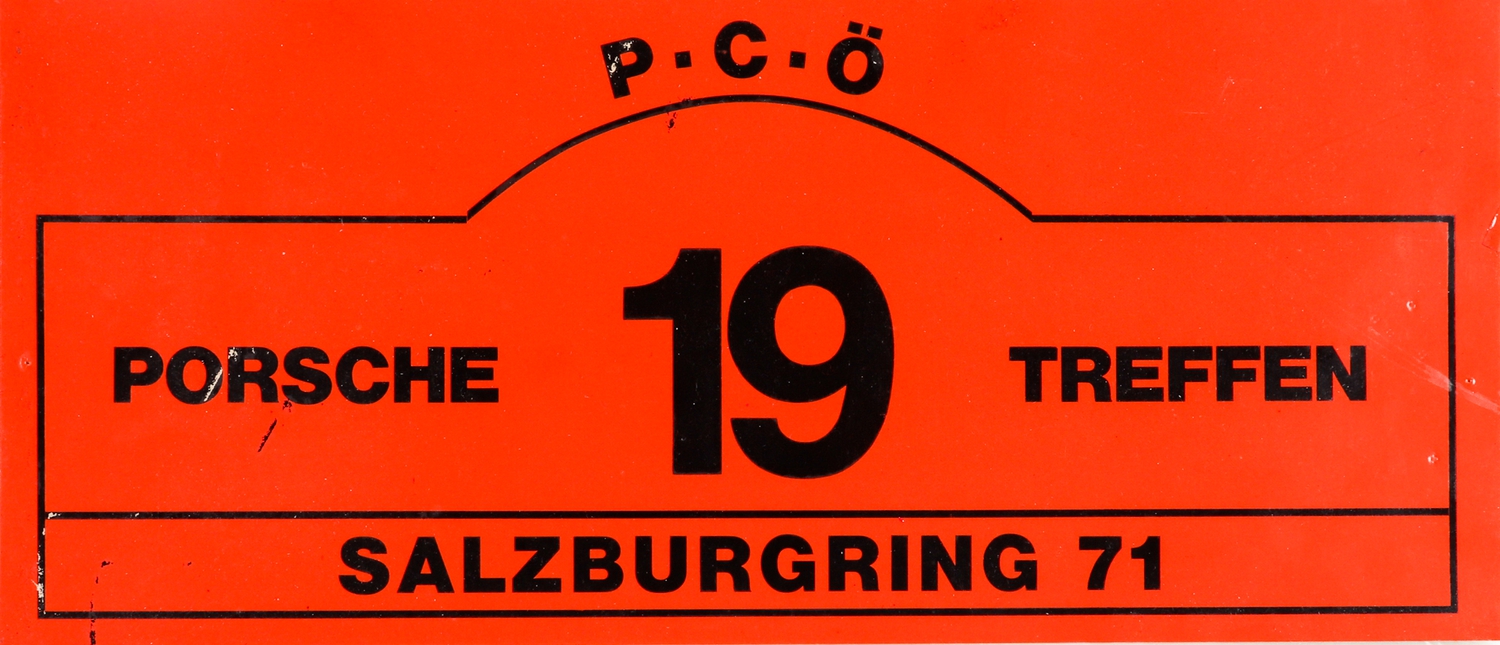 P·C·Ö
PORSCHE 19 TREFFEN
SALZBURGRING 71